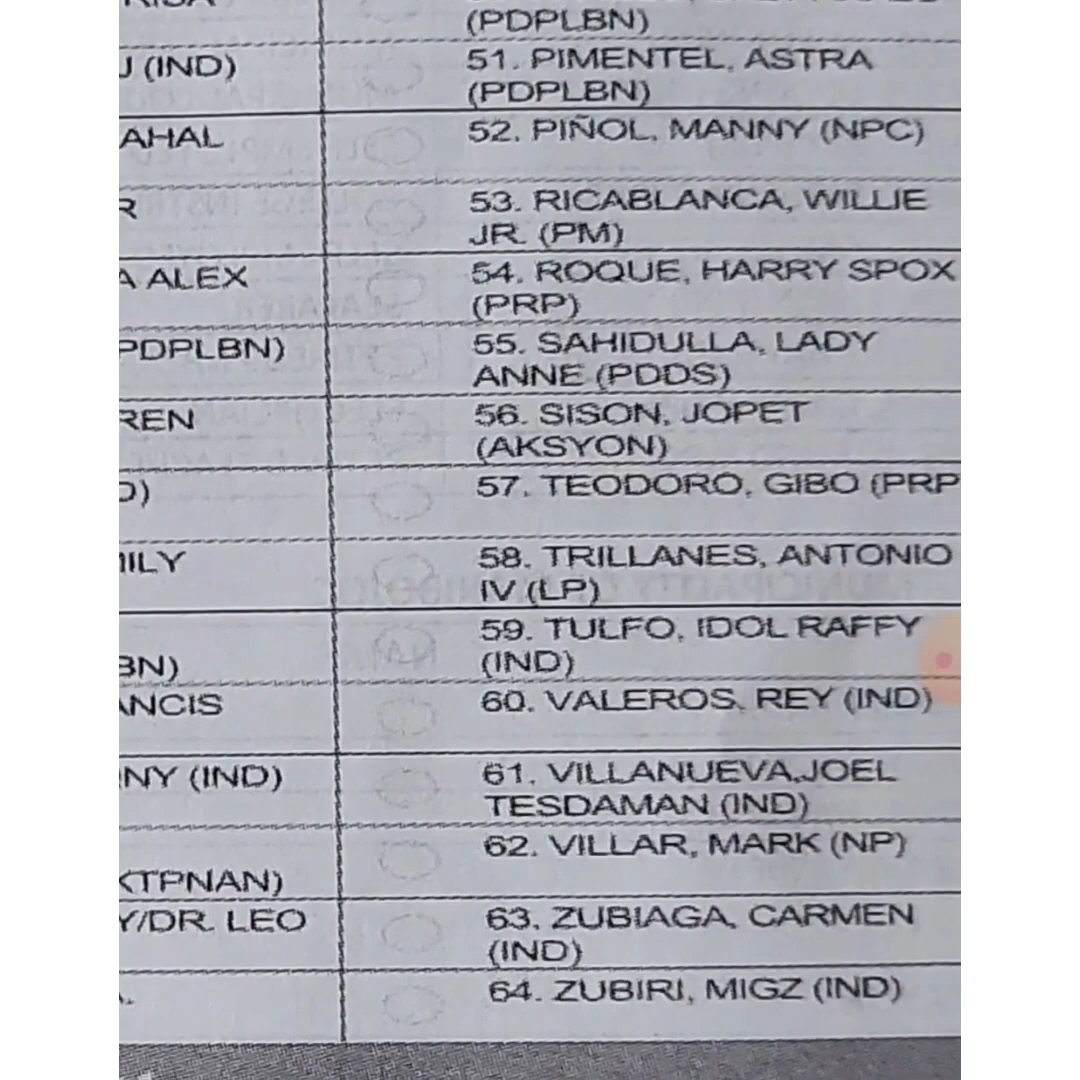 (PDPLBN)
J (IND)
51. PIMENTEL, ASTRA
(PDPLBN)
AHAL
52. PIÑOL, MANNY (NPC)
R
53. RICABLANCA, WILLIE
JR. (PM)
A ALEX
54. ROQUE, HARRY SPOX
(PRP)
PDPLBN)
55. SAHIDULLA, LADY
ANNE (PDDS)
REN
56. SISON, JOPET
(AKSYON)
D)
57. TEODORO, GIBO (PRP
MILY
58. TRILLANES, ANTONIO
IV (LP)
BN)
59. TULFO, IDOL RAFFY
(IND)
ANCIS
60. VALEROS, REY (IND)
NY (IND)
61. VILLANUEVA,JOEL
TESDAMAN (IND)
KTPNAN)
62. VILLAR, MARK (NP)
Y/DR. LEO
63. ZUBIAGA, CARMEN
(IND)
64. ZUBIRI, MIGZ (IND)